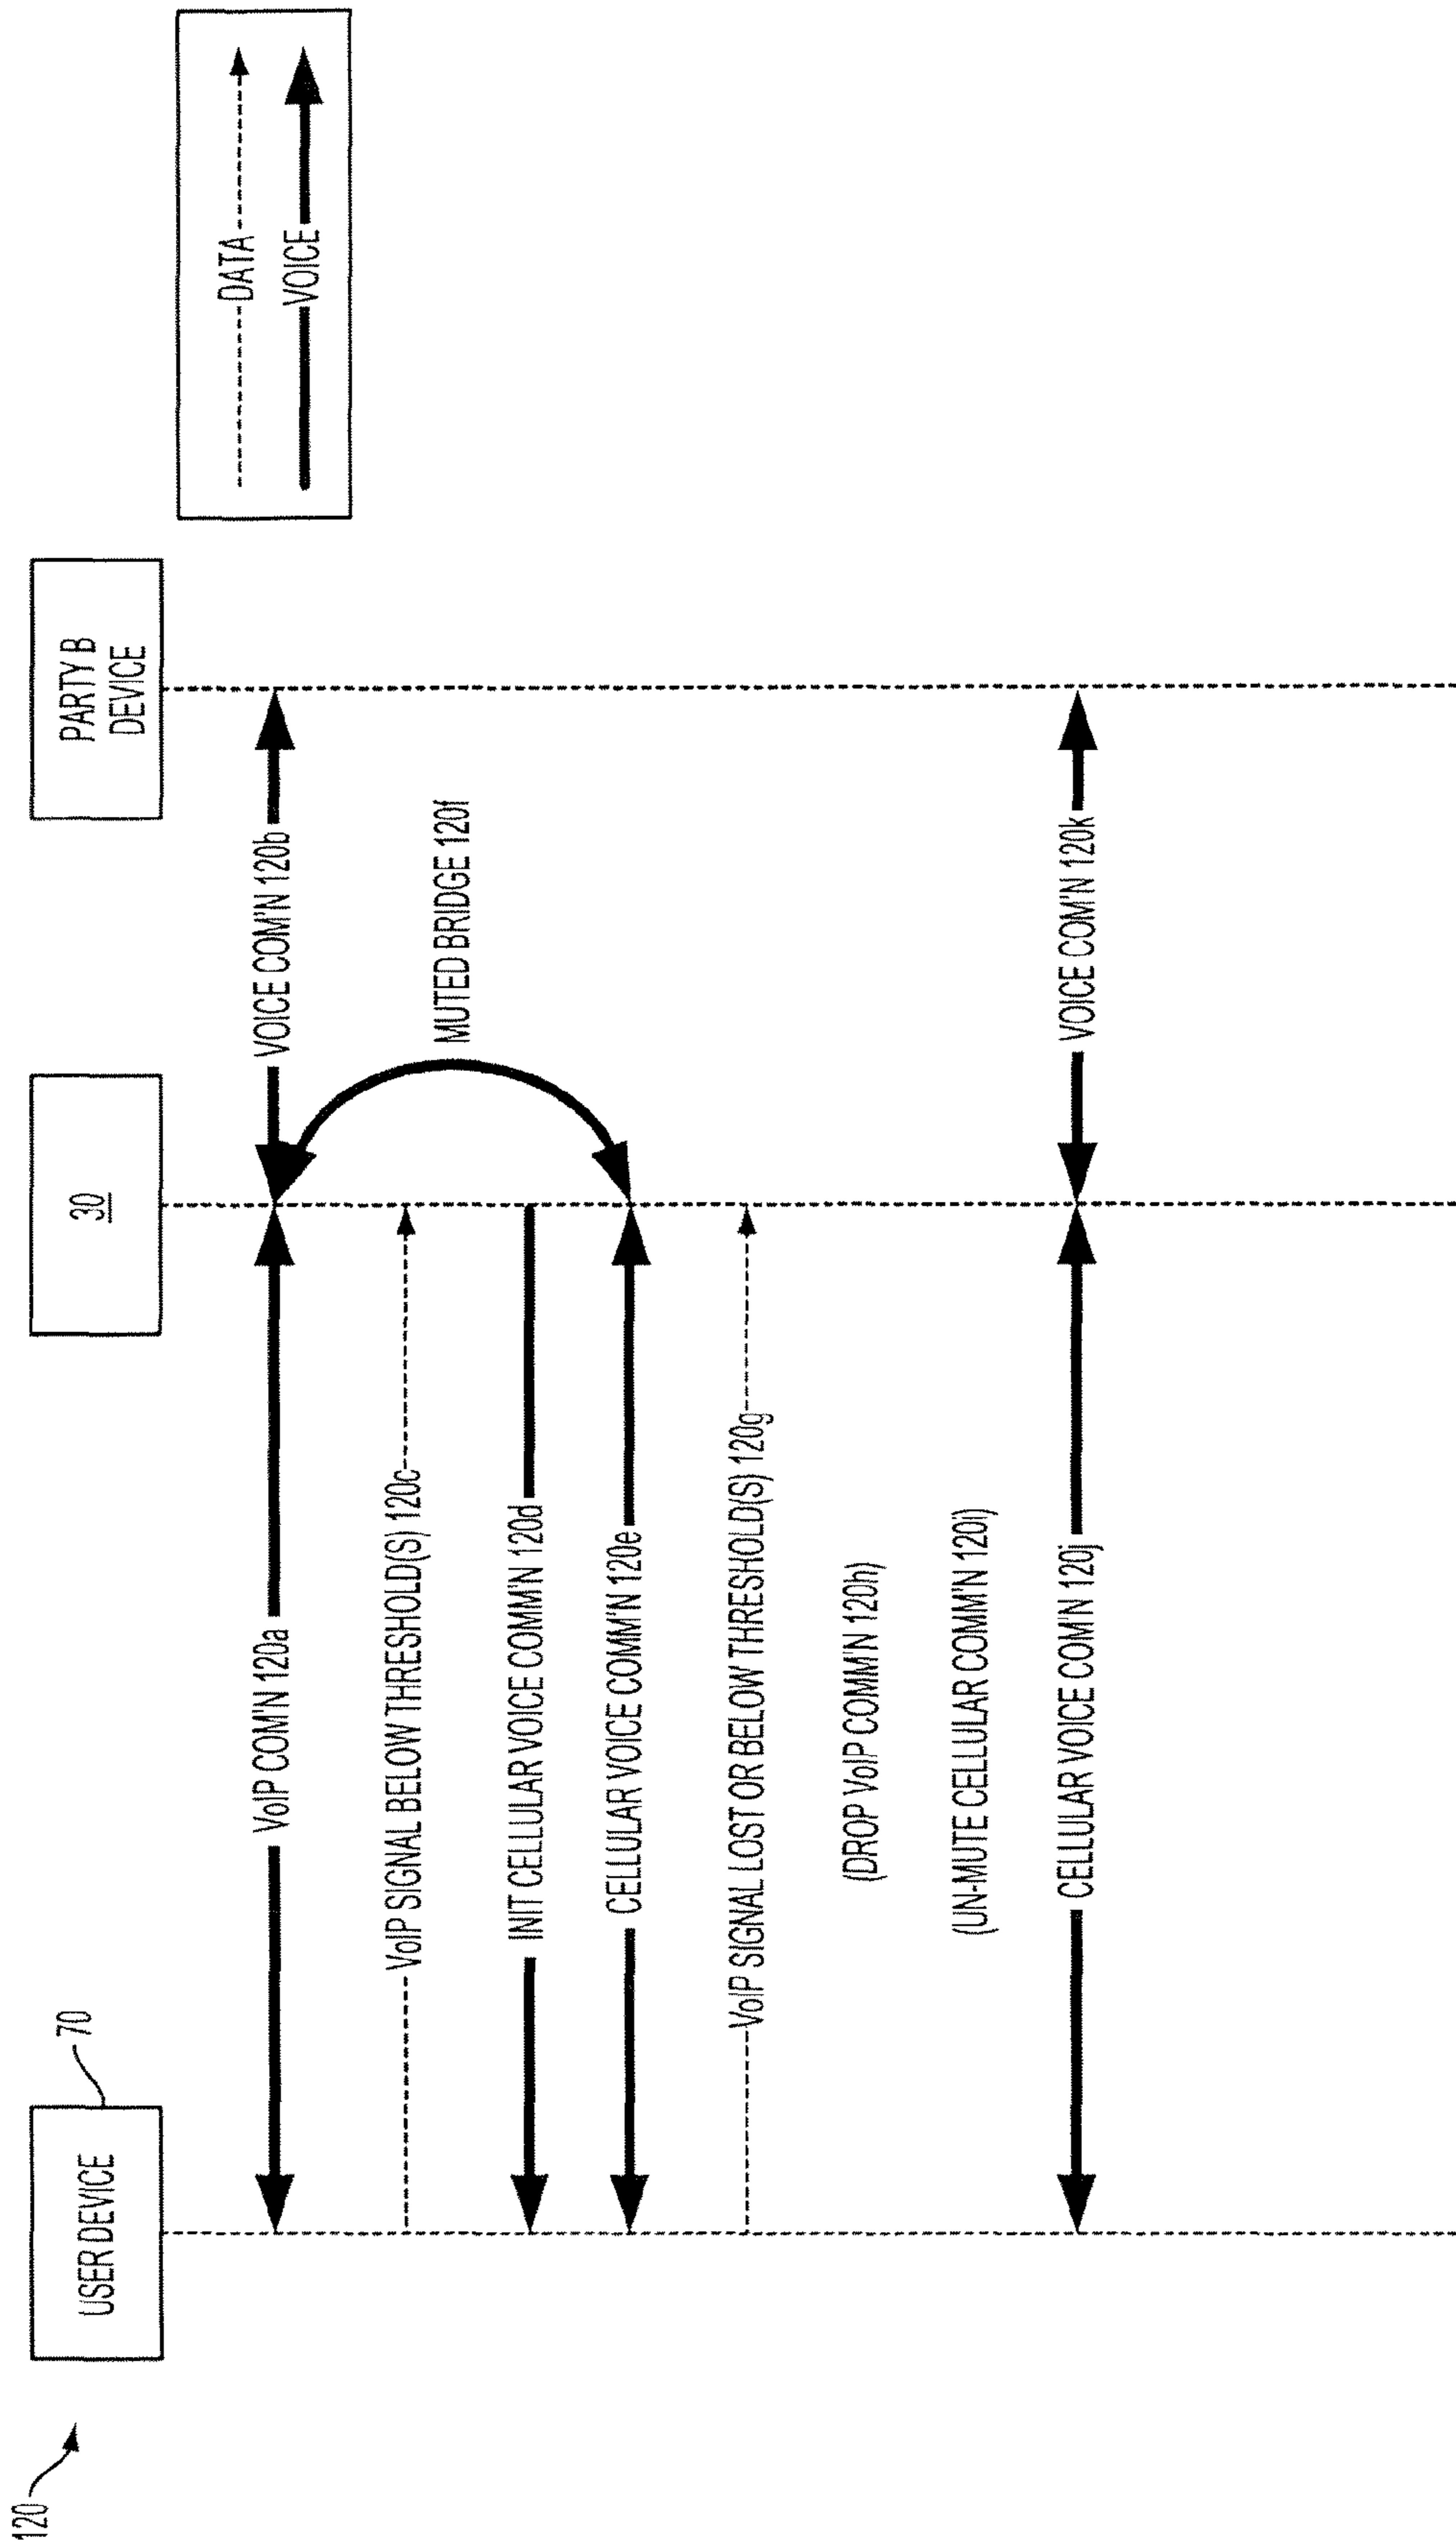 120
USER DEVICE
70
30
PARTY B
DEVICE
DATA
VOICE
VoIP COM'N 120a
VOICE COM'N 120b
VoIP SIGNAL BELOW THRESHOLD(S) 120c
MUTED BRIDGE 120f
INIT CELLULAR VOICE COMM'N 120d
CELLULAR VOICE COMM'N 120e
VoIP SIGNAL LOST OR BELOW THRESHOLD(S) 120g
(DROP VoIP COMM'N 120h)
(UN-MUTE CELLULAR COMM'N 120i)
CELLULAR VOICE COM'N 120j
VOICE COM'N 120k